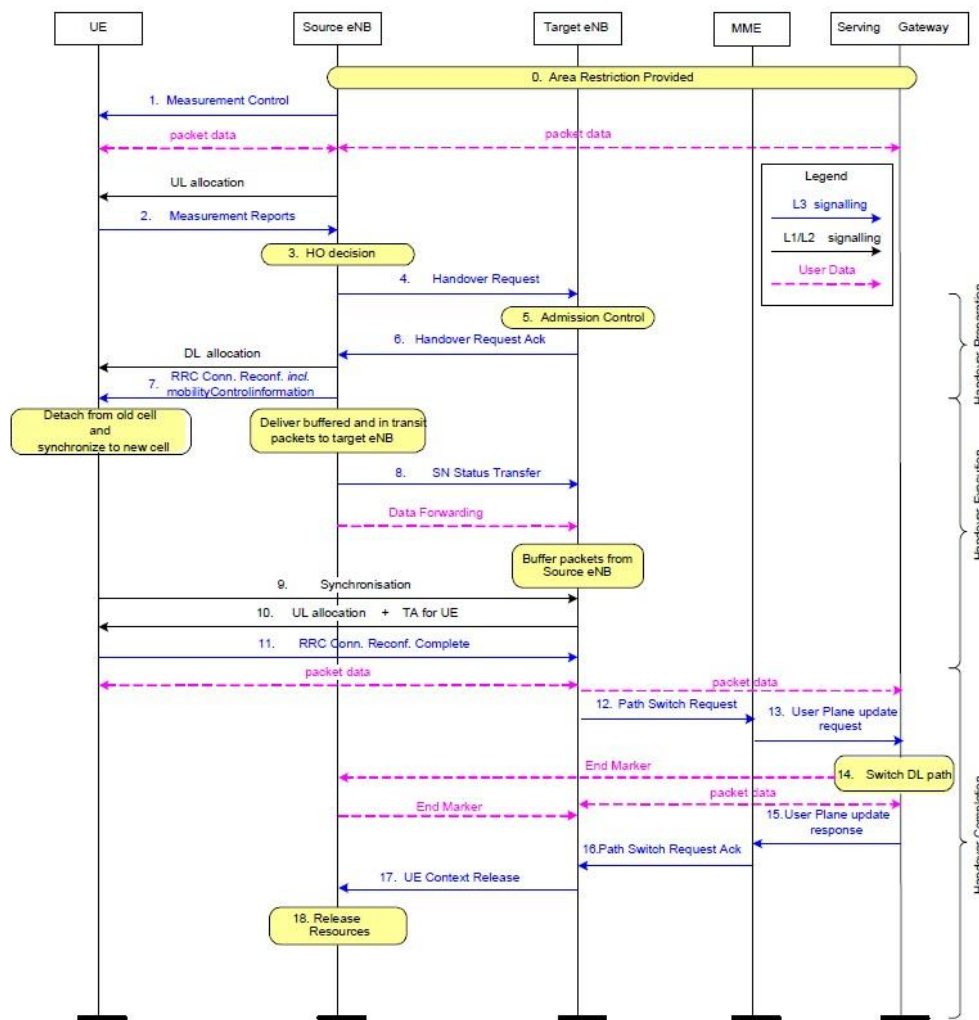 UE
Source eNB
Target eNB
MME
Serving Gateway
0. Area Restriction Provided
1. Measurement Control
packet data
packet data
UL allocation
Legend
L3 signalling
L1/L2 signalling
User Data
2. Measurement Reports
3. HO decision
4. Handover Request
5. Admission Control
6. Handover Request Ack
DL allocation
7. RRC Conn. Reconf. incl.
mobilityControlinformation
Handover Preparation
Detach from old cell
and
synchronize to new cell
Deliver buffered and in transit
packets to target eNB
8. SN Status Transfer
Data Forwarding
Buffer packets from
Source eNB
9. Synchronisation
10. UL allocation + TA for UE
11. RRC Conn. Reconf. Complete
Handover Execution
packet data
packet data
12. Path Switch Request
13. User Plane update
request
End Marker
14. Switch DL path
packet data
End Marker
15.User Plane update
response
16.Path Switch Request Ack
17. UE Context Release
18. Release
Resources
Handover Completion